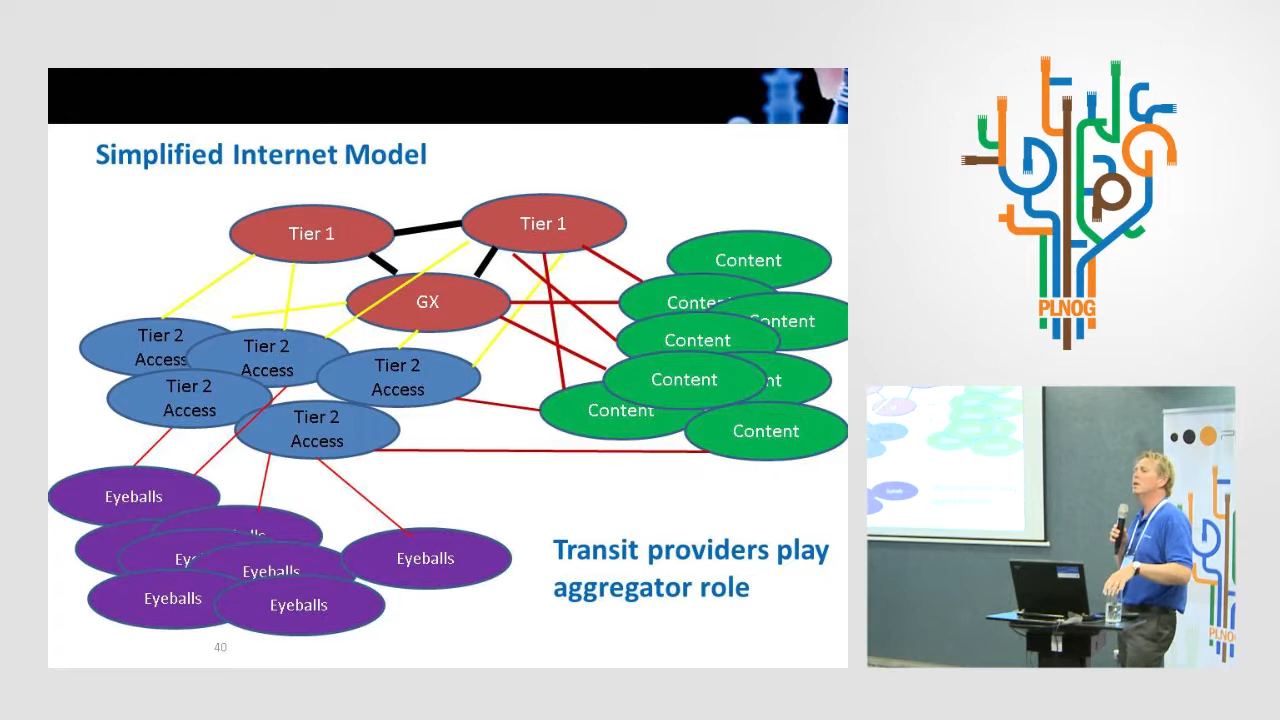 Simplified Internet Model
Tier 1
Tier 1
GX
Content
Content
Content
Content
Content
Content
Content
Tier 2
Access
Tier 2
Access
Tier 2
Access
Tier 2
Access
Tier 2
Access
Eyeballs
Eyeballs
Eyeballs
Eyeballs
Eyeballs
Transit providers play
aggregator role
40
PLNOG
PLNOG